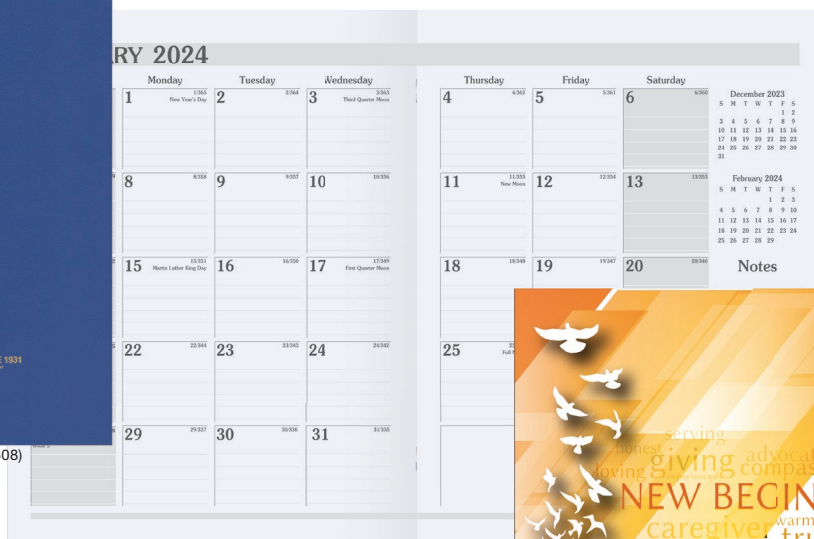 RY 2024
Monday Tuesday Wednesday Thursday Friday Saturday
1 1/365 New Year's Day
2 2/364
3 3/363 Third Quarter Moon
4 4/362
5 5/361
6 6/360
December 2023
S M T W T F S
1 2
3 4 5 6 7 8 9
10 11 12 13 14 15 16
17 18 19 20 21 22 23
24 25 26 27 28 29 30
31
8 8/358
9 9/357
10 10/356
11 11/355 New Moon
12 12/354
13 13/353
February 2024
S M T W T F S
1 2 3
4 5 6 7 8 9 10
11 12 13 14 15 16 17
18 19 20 21 22 23 24
25 26 27 28 29
15 15/351 Martin Luther King Day
16 16/350
17 17/349 First Quarter Moon
18 18/348
19 19/347
20 20/346
Notes
22 22/344
23 23/343
24 24/342
25
Full
1931
29 29/337
30 30/336
31 31/335
08)
serving
honest giving advocat
loving experienced compas
NEW BEGIN
caregiver warm
tru